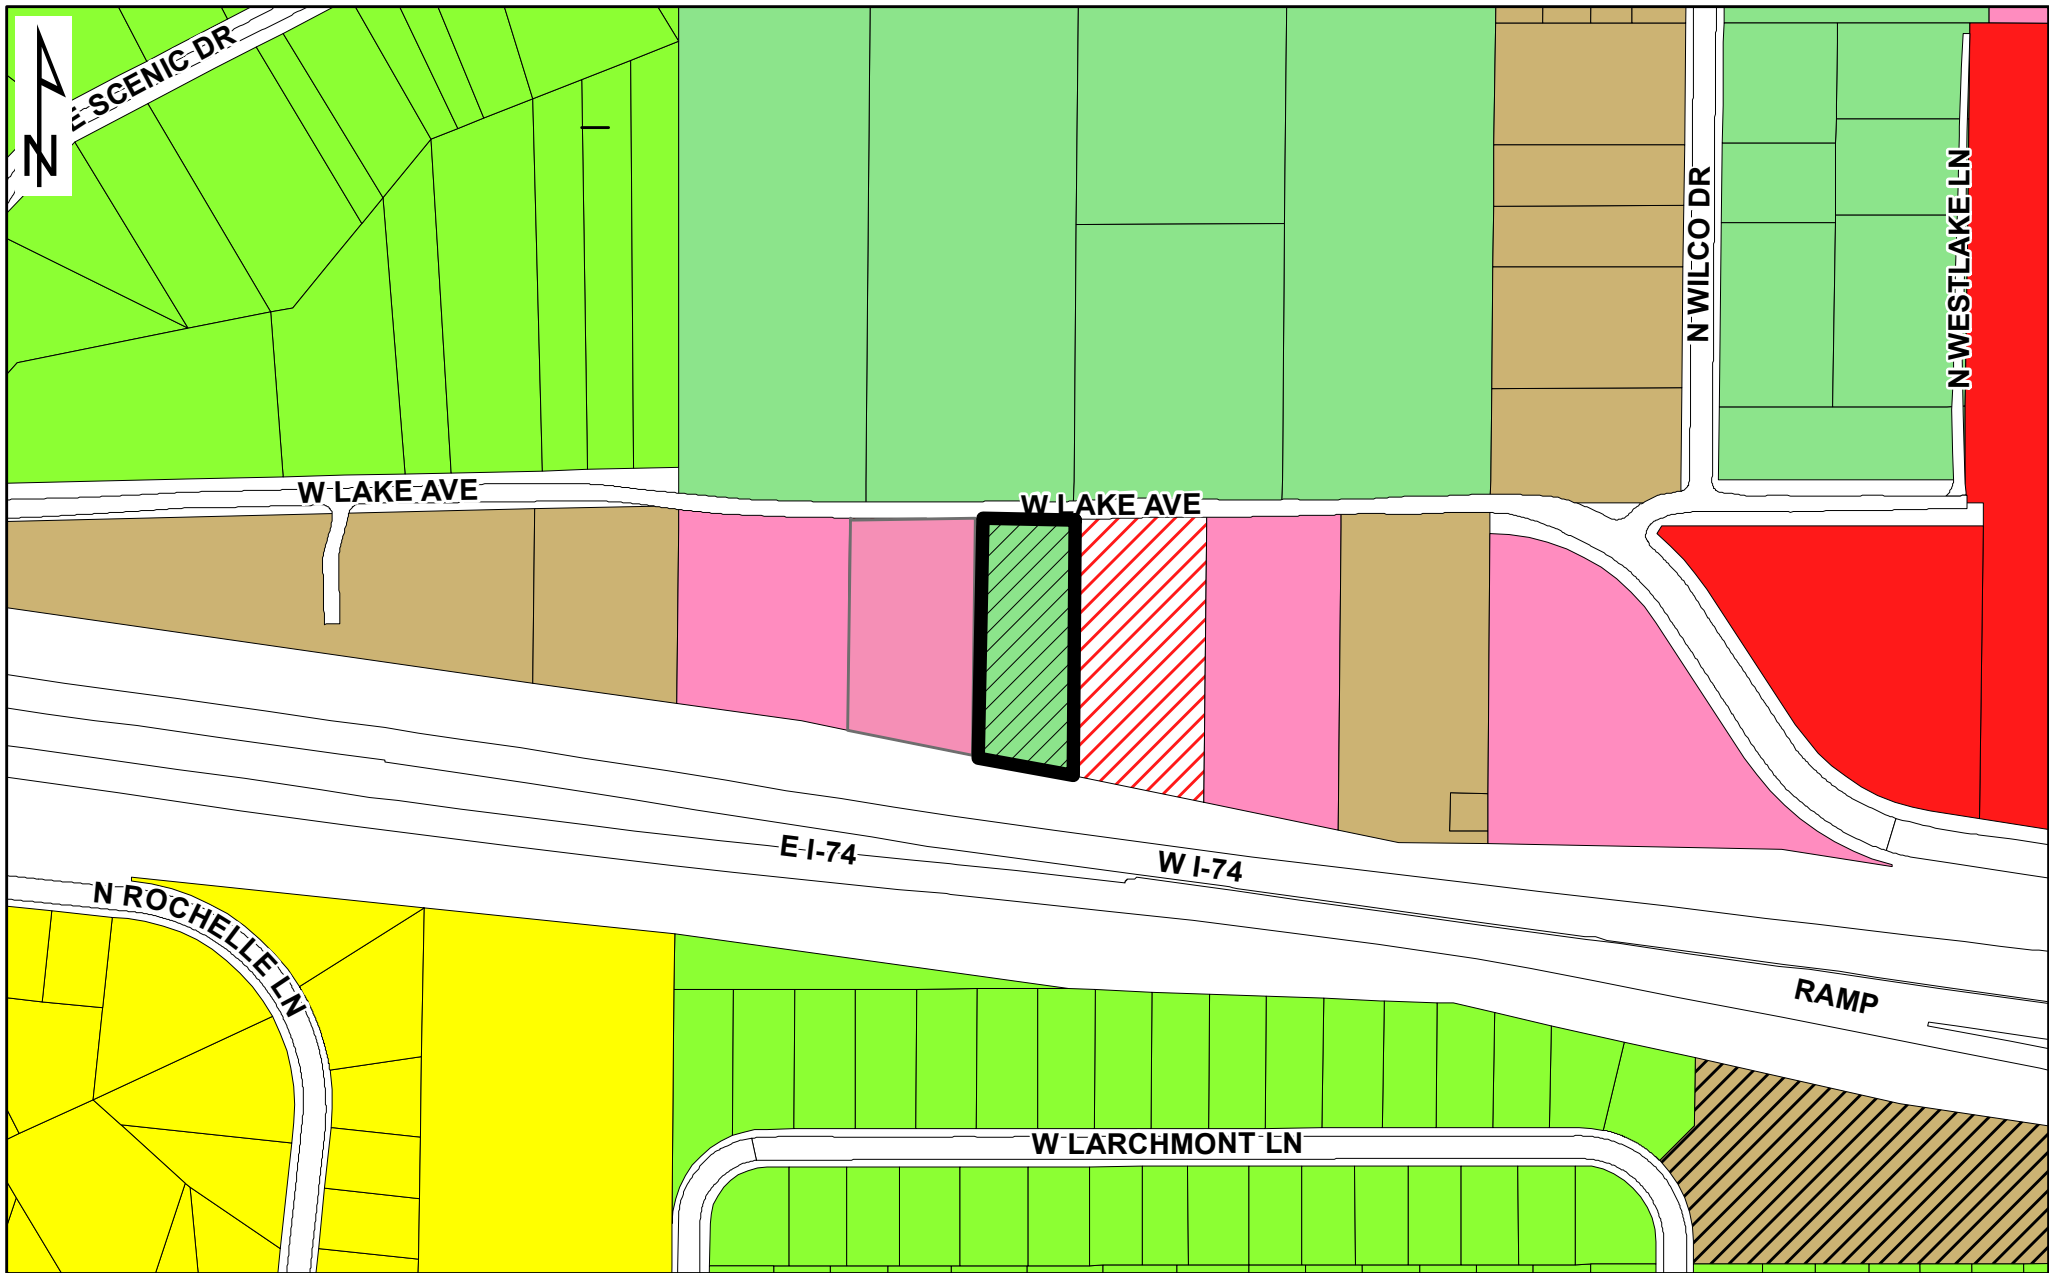 E SCENIC DR
N
N WILCO DR
N WESTLAKE LN
W LAKE AVE
W LAKE AVE
E I-74
W I-74
N ROCHELLE LN
RAMP
W LARCHMONT LN